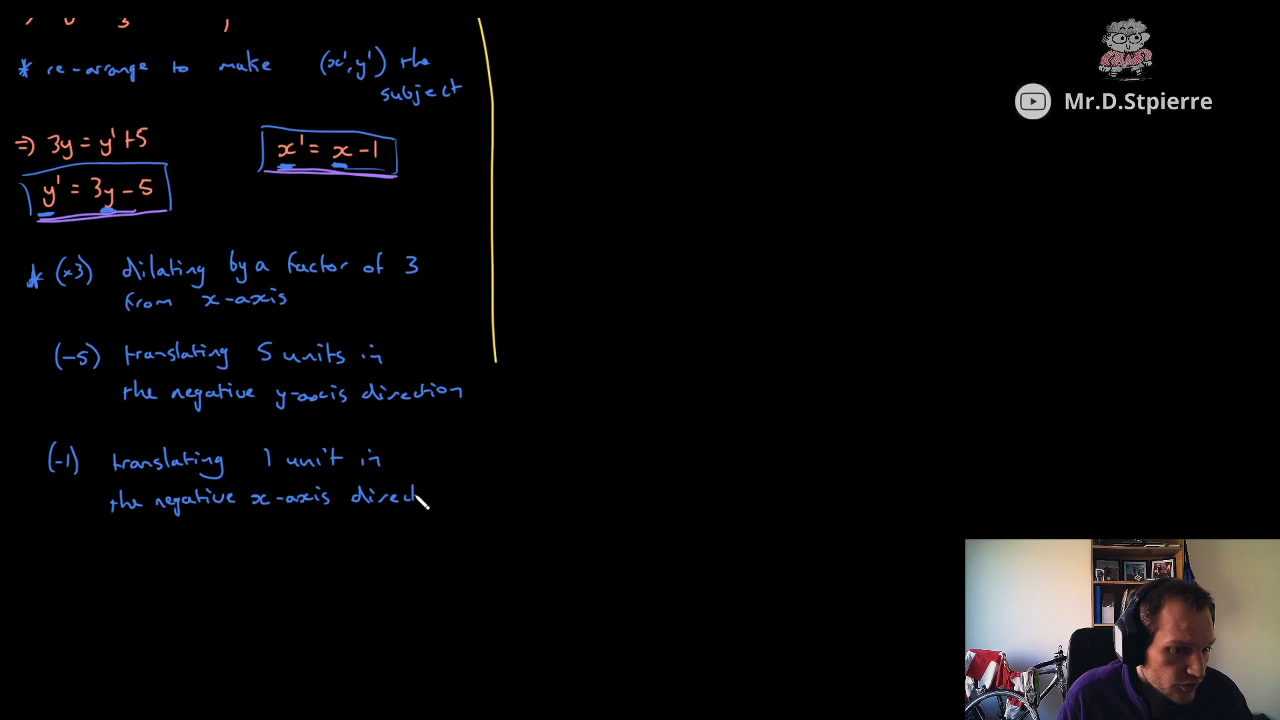 * re-arrange to make (x',y') the
subject
=> 3y = y' + 5
x' = x - 1
y' = 3y - 5
* (x3) dilating by a factor of 3
from x-axis
(-5) translating 5 units in
the negative y-axis direction
(-1) translating 1 unit in
the negative x-axis direct
Mr.D.Stpierre